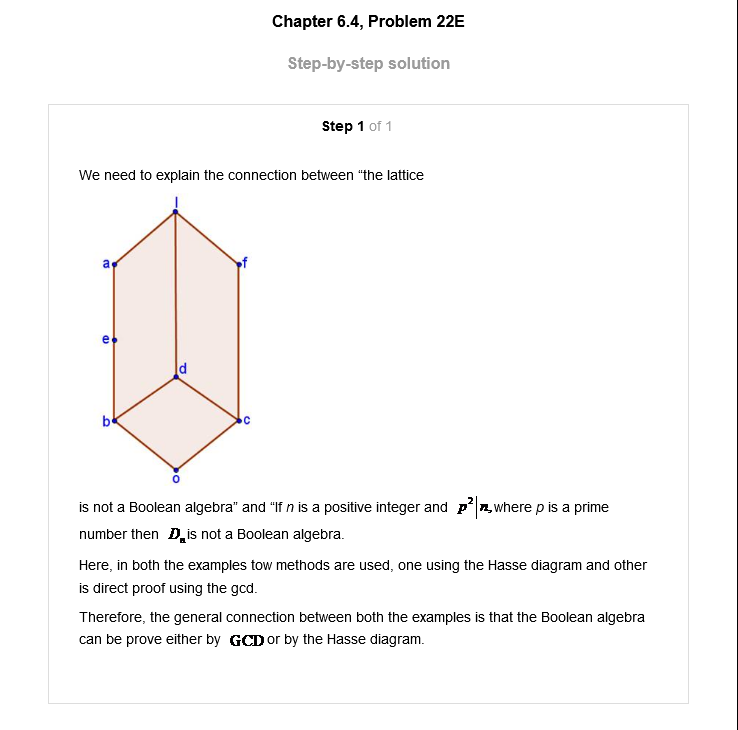 Chapter 6.4, Problem 22E
Step-by-step solution
Step 1 of 1
We need to explain the connection between “the lattice
I
a
f
e
d
b
c
o
is not a Boolean algebra” and “If n is a positive integer and p²|n, where p is a prime
number then Dₙ is not a Boolean algebra.
Here, in both the examples tow methods are used, one using the Hasse diagram and other
is direct proof using the gcd.
Therefore, the general connection between both the examples is that the Boolean algebra
can be prove either by GCD or by the Hasse diagram.